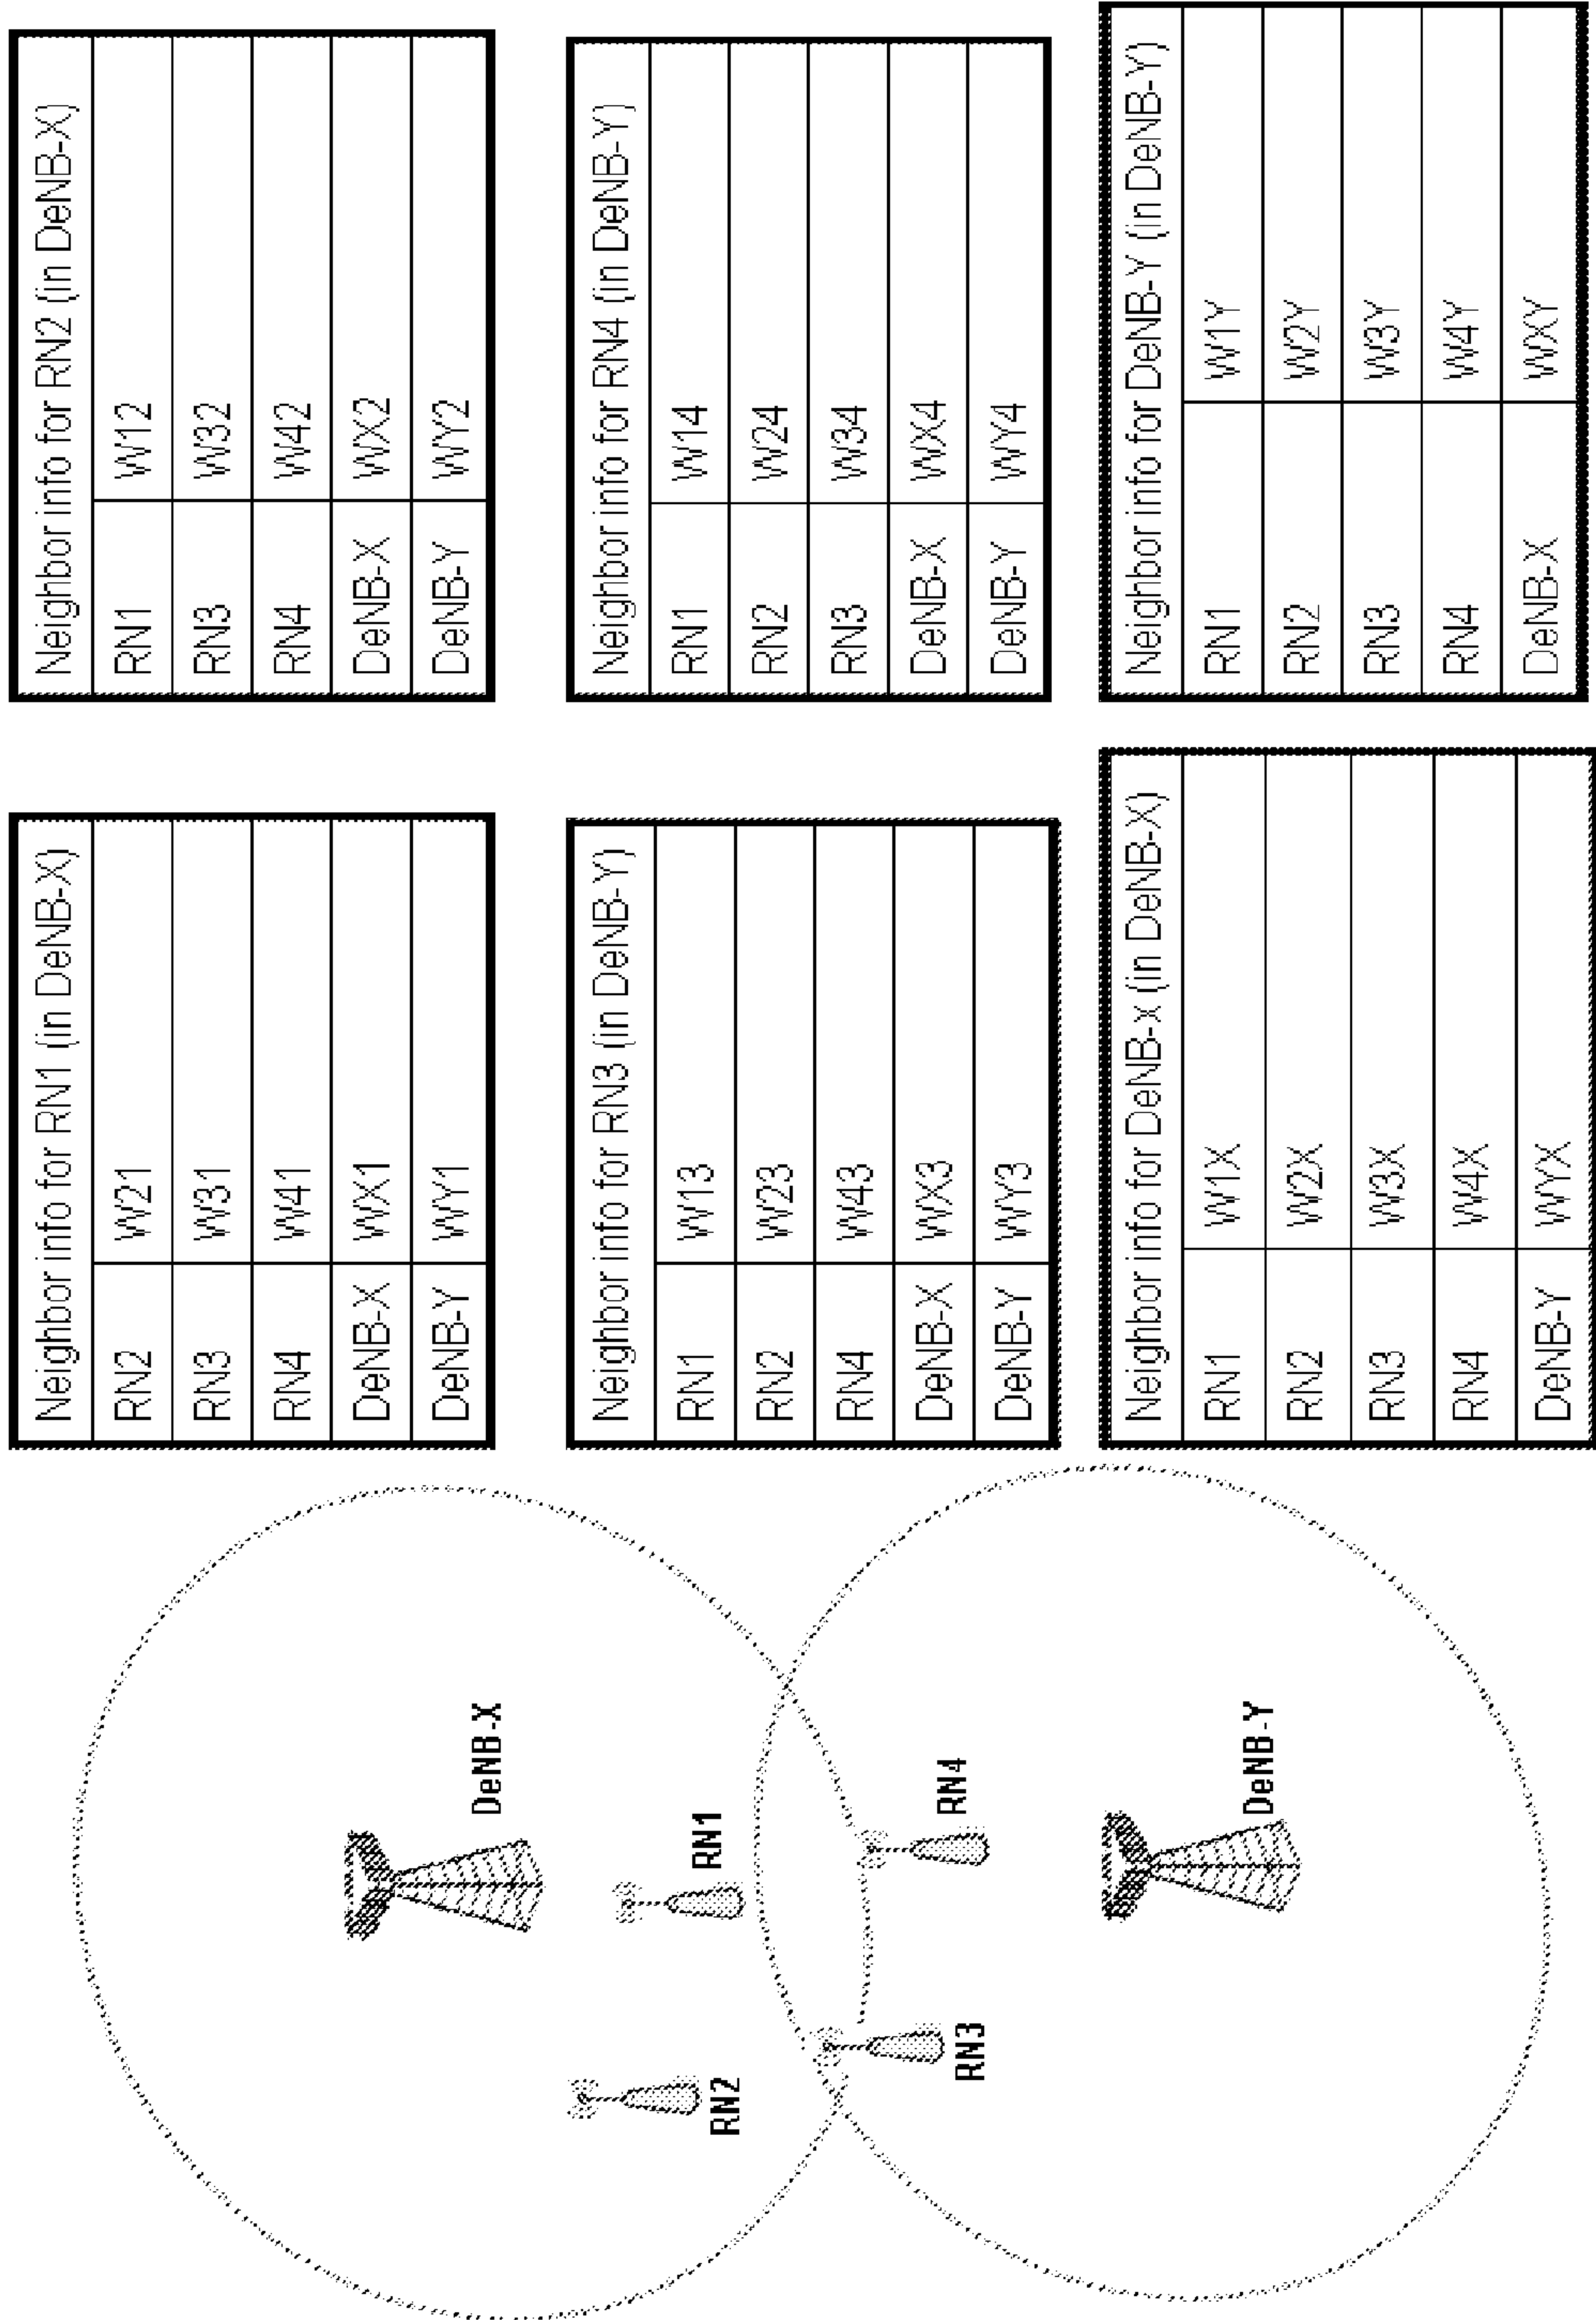 DeNB-X
RN1
RN2
RN3
RN4
DeNB-Y
Neighbor info for RN1 (in DeNB-X)
RN2 W21
RN3 W31
RN4 W41
DeNB-X WX1
DeNB-Y WY1
Neighbor info for RN2 (in DeNB-X)
RN1 W12
RN3 W32
RN4 W42
DeNB-X WX2
DeNB-Y WY2
Neighbor info for RN3 (in DeNB-Y)
RN1 W13
RN2 W23
RN4 W43
DeNB-X WX3
DeNB-Y WY3
Neighbor info for RN4 (in DeNB-Y)
RN1 W14
RN2 W24
RN3 W34
DeNB-X WX4
DeNB-Y WY4
Neighbor info for DeNB-x (in DeNB-X)
RN1 W1X
RN2 W2X
RN3 W3X
RN4 W4X
DeNB-Y WYX
Neighbor info for DeNB-Y (in DeNB-Y)
RN1 W1Y
RN2 W2Y
RN3 W3Y
RN4 W4Y
DeNB-X WXY